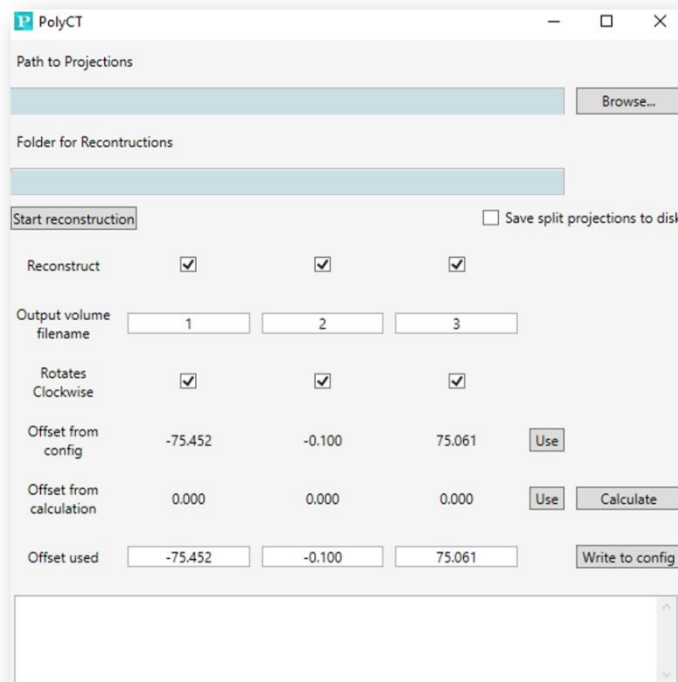 P PolyCT
Path to Projections
Browse...
Folder for Recontructions
Start reconstruction
Save split projections to disk
Reconstruct
Output volume
filename
1 2 3
Rotates
Clockwise
Offset from
config
-75.452 -0.100 75.061 Use
Offset from
calculation
0.000 0.000 0.000 Use Calculate
Offset used -75.452 -0.100 75.061 Write to config